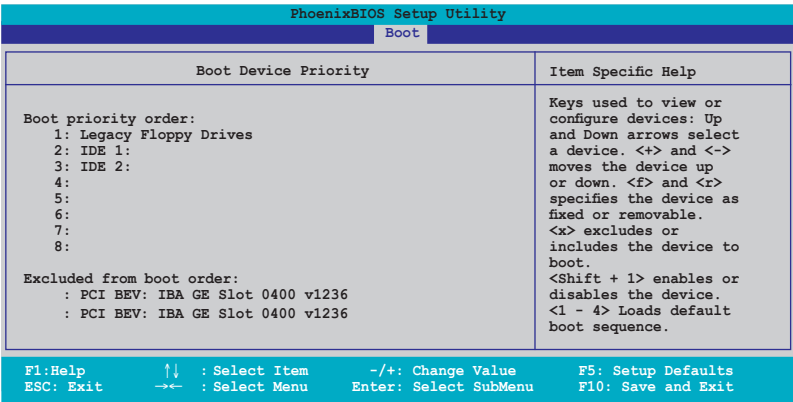 PhoenixBIOS Setup Utility
Boot
Boot Device Priority
Boot priority order:
1: Legacy Floppy Drives
2: IDE 1:
3: IDE 2:
4:
5:
6:
7:
8:
Excluded from boot order:
: PCI BEV: IBA GE Slot 0400 v1236
: PCI BEV: IBA GE Slot 0400 v1236
Item Specific Help
Keys used to view or
configure devices: Up
and Down arrows select
a device. <+> and <->
moves the device up
or down. <f> and <r>
specifies the device as
fixed or removable.
<x> excludes or
includes the device to
boot.
<Shift + 1> enables or
disables the device.
<1 - 4> Loads default
boot sequence.
F1:Help ↑↓ : Select Item -/+: Change Value F5: Setup Defaults
ESC: Exit →← : Select Menu Enter: Select SubMenu F10: Save and Exit